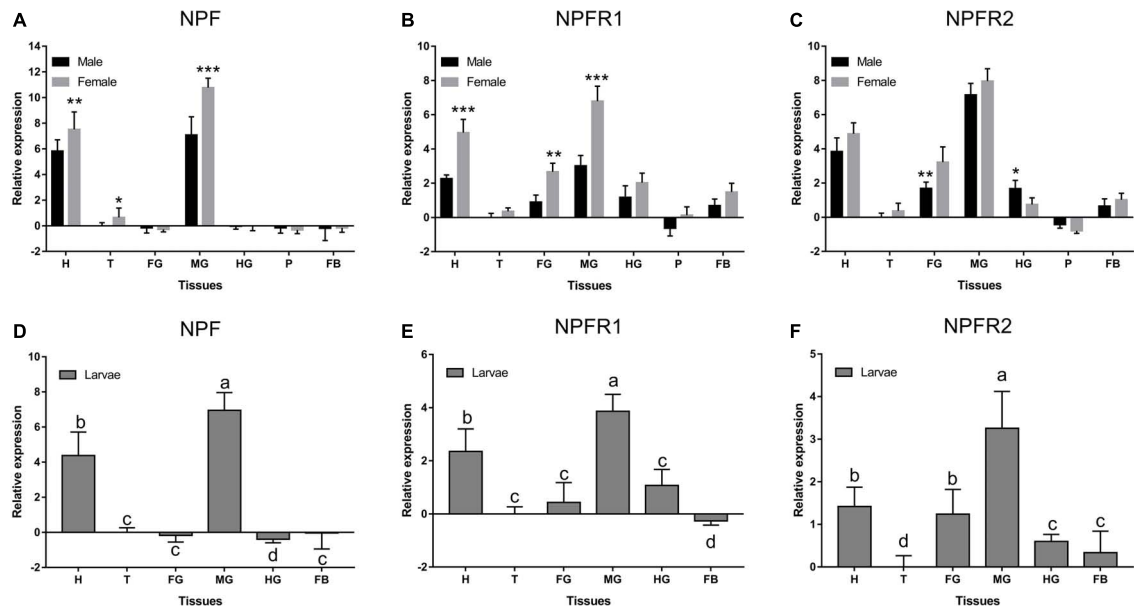 A
NPF
Relative expression
14
12
10
8
6
4
2
0
-2
Male
Female
** * ***
H T FG MG HG P FB
Tissues
B
NPFR1
Relative expression
10
8
6
4
2
0
-2
Male
Female
*** ** ***
H T FG MG HG P FB
Tissues
C
NPFR2
Relative expression
10
8
6
4
2
0
-2
Male
Female
** *
H T FG MG HG P FB
Tissues
D
NPF
Relative expression
10
8
6
4
2
0
-2
Larvae
b c c a d c
H T FG MG HG FB
Tissues
E
NPFR1
Relative expression
6
4
2
0
-2
Larvae
b c c a c d
H T FG MG HG FB
Tissues
F
NPFR2
Relative expression
5
4
3
2
1
0
Larvae
b d b a c c
H T FG MG HG FB
Tissues